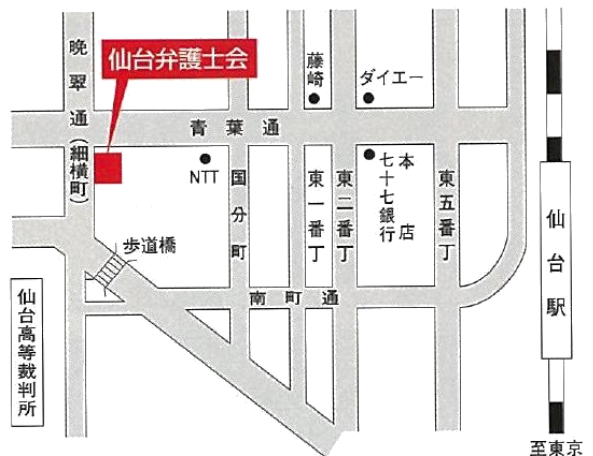 仙台弁護士会
晩翠通(細横町)
藤崎
ダイエー
青葉通
NTT
国分町
東一番丁
東二番丁
七十七銀行
本店
東五番丁
仙台駅
歩道橋
南町通
仙台高等裁判所
至東京